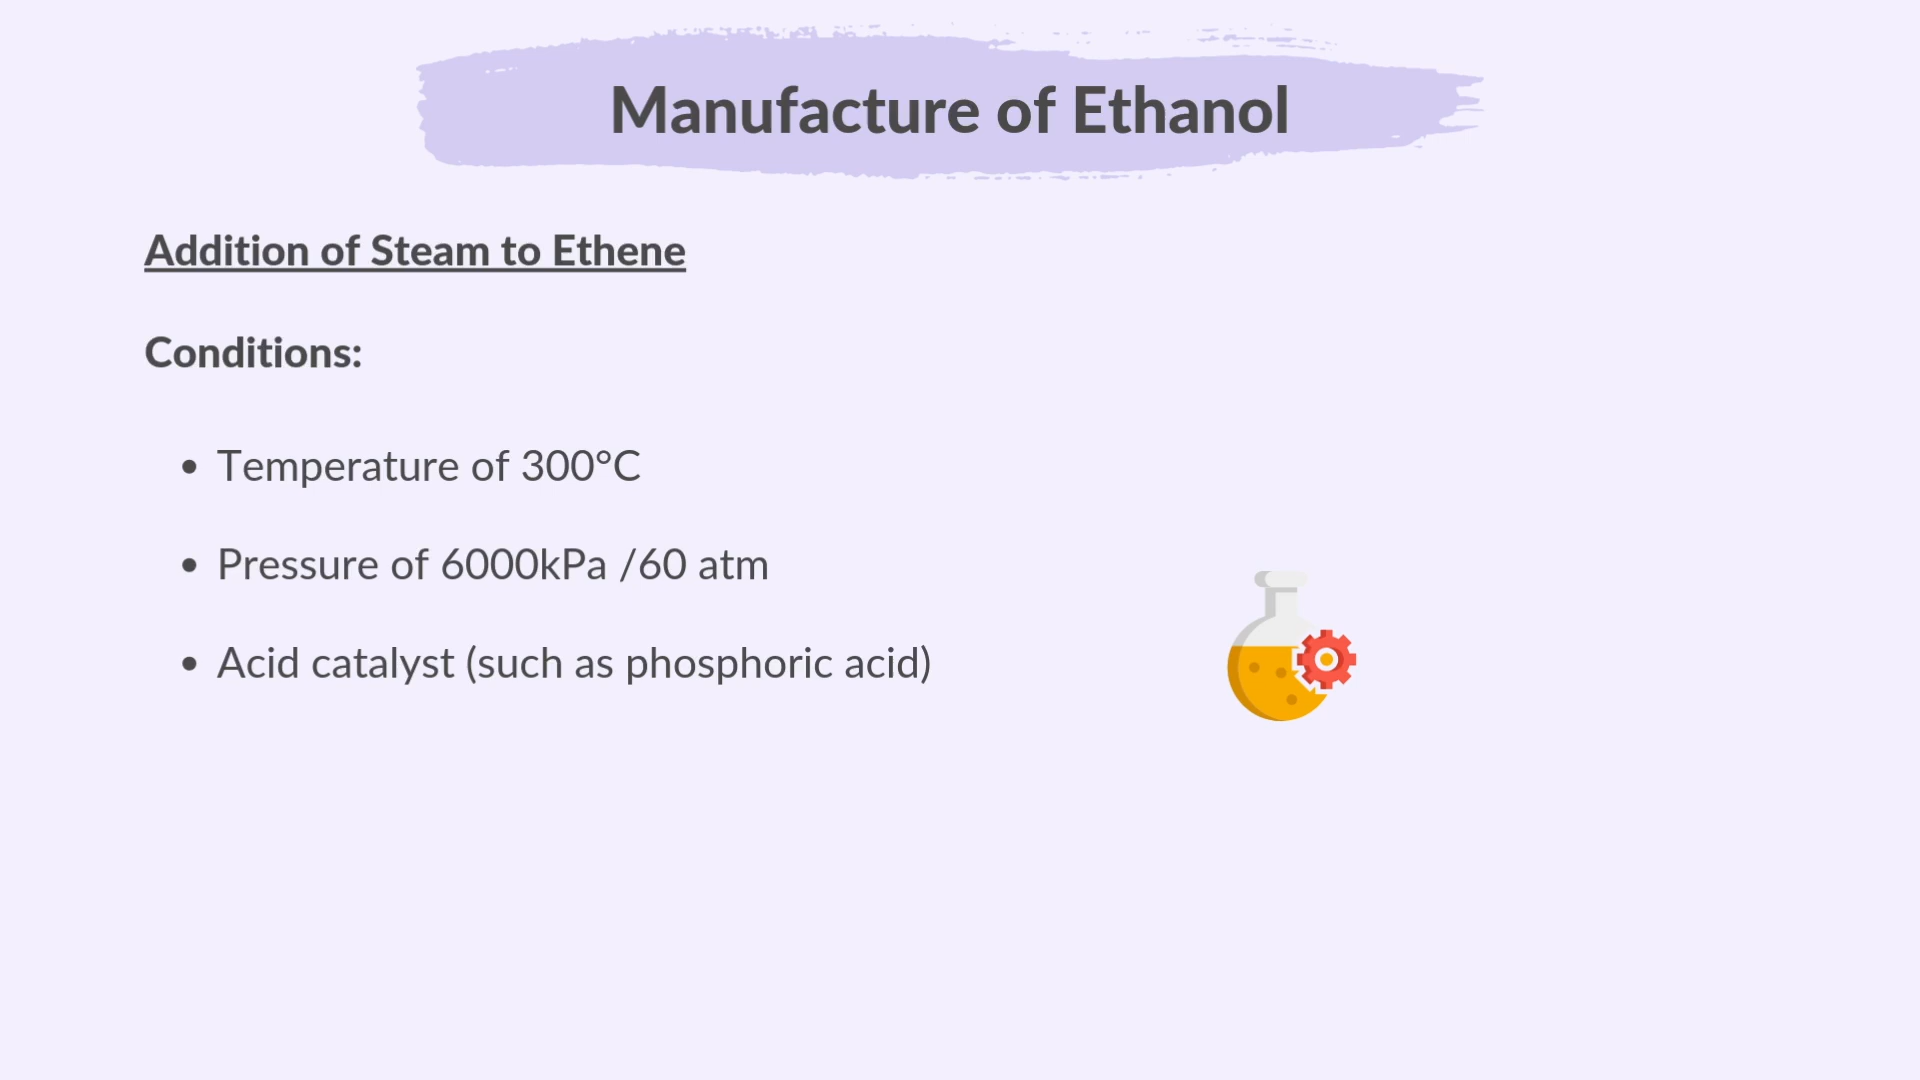 Manufacture of Ethanol
Addition of Steam to Ethene
Conditions:
• Temperature of 300°C
• Pressure of 6000kPa /60 atm
• Acid catalyst (such as phosphoric acid)